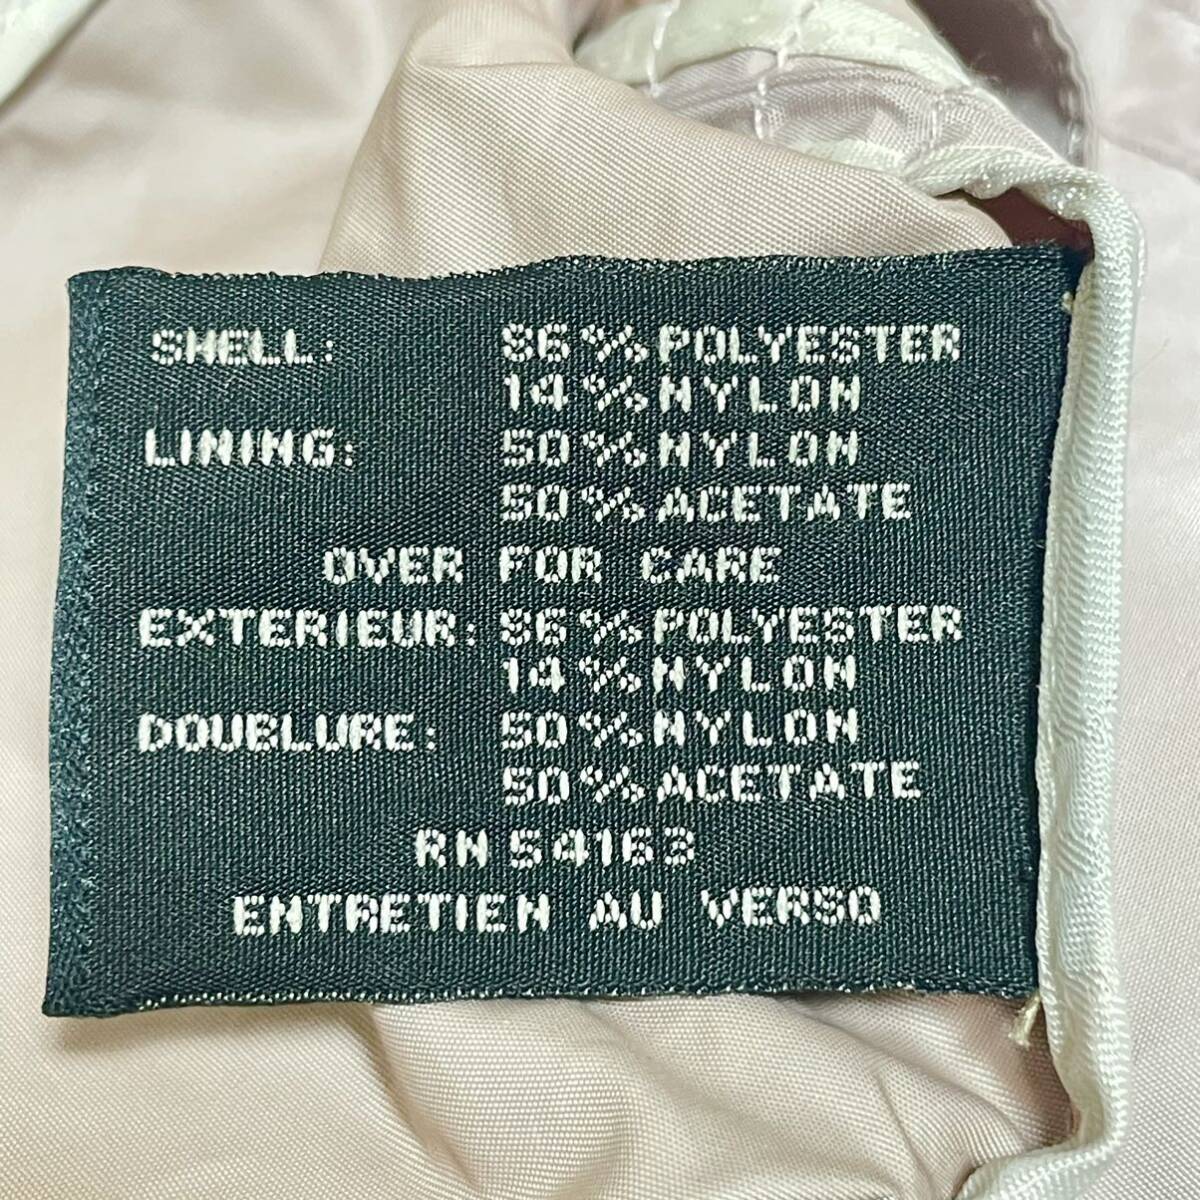 SHELL: 86% POLYESTER
14% NYLON
LINING: 50% NYLON
50% ACETATE
OVER FOR CARE
EXTERIEUR: 86% POLYESTER
14% NYLON
DOUBLURE: 50% NYLON
50% ACETATE
RN 54163
ENTRETIEN AU VERSO